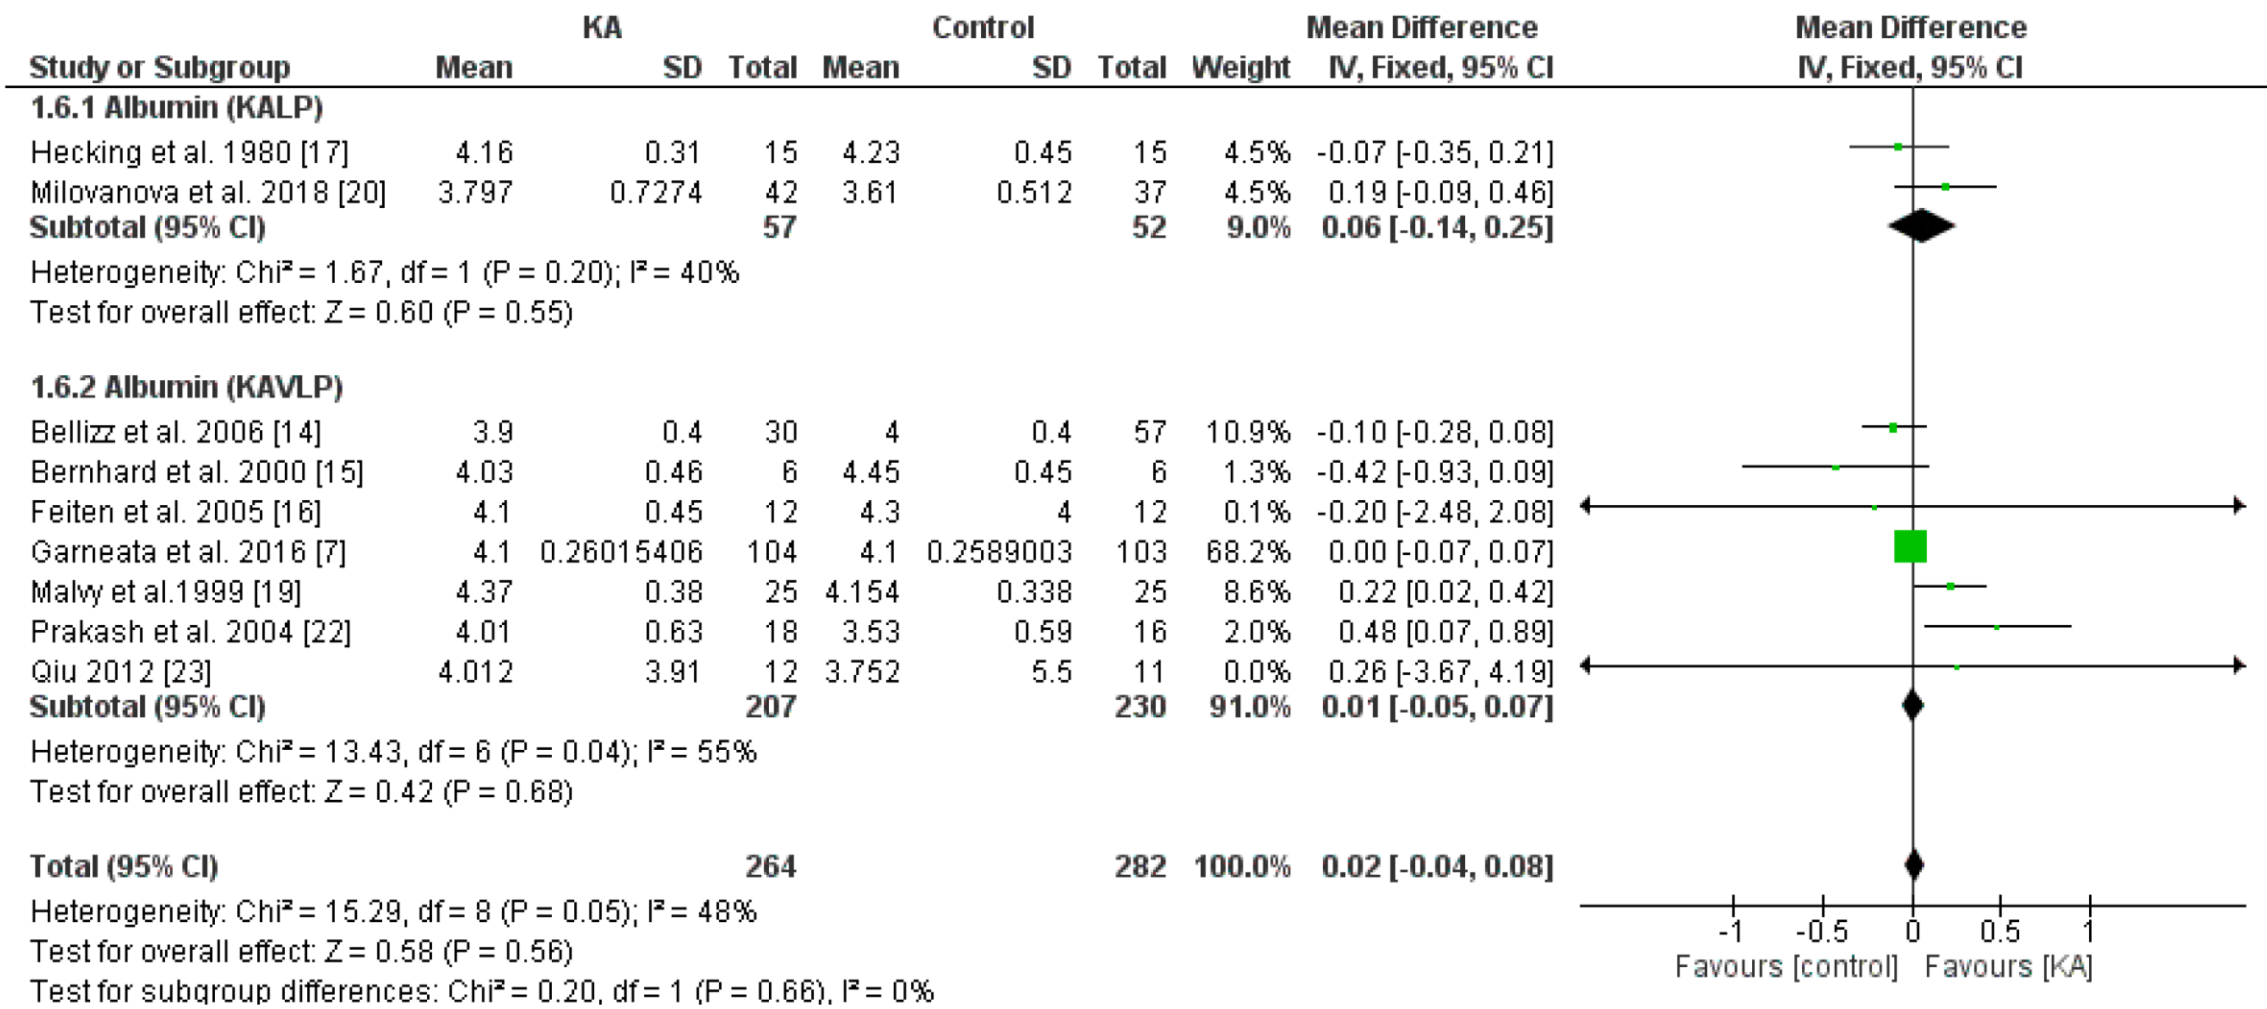 KA Control Mean Difference Mean Difference
Study or Subgroup Mean SD Total Mean SD Total Weight IV, Fixed, 95% CI IV, Fixed, 95% CI
1.6.1 Albumin (KALP)
Hecking et al. 1980 [17] 4.16 0.31 15 4.23 0.45 15 4.5% -0.07 [-0.35, 0.21]
Milovanova et al. 2018 [20] 3.797 0.7274 42 3.61 0.512 37 4.5% 0.19 [-0.09, 0.46]
Subtotal (95% CI) 57 52 9.0% 0.06 [-0.14, 0.25]
Heterogeneity: Chi² = 1.67, df = 1 (P = 0.20); I² = 40%
Test for overall effect: Z = 0.60 (P = 0.55)
1.6.2 Albumin (KAVLP)
Bellizz et al. 2006 [14] 3.9 0.4 30 4 0.4 57 10.9% -0.10 [-0.28, 0.08]
Bernhard et al. 2000 [15] 4.03 0.46 6 4.45 0.45 6 1.3% -0.42 [-0.93, 0.09]
Feiten et al. 2005 [16] 4.1 0.45 12 4.3 4 12 0.1% -0.20 [-2.48, 2.08]
Garneata et al. 2016 [7] 4.1 0.26015406 104 4.1 0.2589003 103 68.2% 0.00 [-0.07, 0.07]
Malvy et al.1999 [19] 4.37 0.38 25 4.154 0.338 25 8.6% 0.22 [0.02, 0.42]
Prakash et al. 2004 [22] 4.01 0.63 18 3.53 0.59 16 2.0% 0.48 [0.07, 0.89]
Qiu 2012 [23] 4.012 3.91 12 3.752 5.5 11 0.0% 0.26 [-3.67, 4.19]
Subtotal (95% CI) 207 230 91.0% 0.01 [-0.05, 0.07]
Heterogeneity: Chi² = 13.43, df = 6 (P = 0.04); I² = 55%
Test for overall effect: Z = 0.42 (P = 0.68)
Total (95% CI) 264 282 100.0% 0.02 [-0.04, 0.08]
Heterogeneity: Chi² = 15.29, df = 8 (P = 0.05); I² = 48%
Test for overall effect: Z = 0.58 (P = 0.56)
Test for subgroup differences: Chi² = 0.20, df = 1 (P = 0.66), I² = 0%
-1 -0.5 0 0.5 1
Favours [control] Favours [KA]